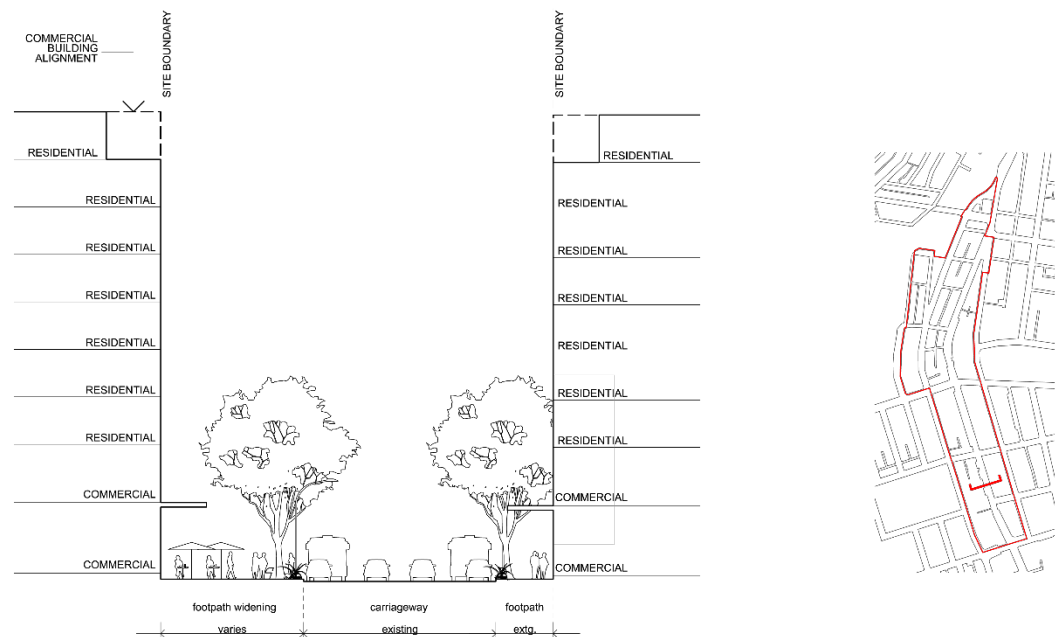 COMMERCIAL
BUILDING
ALIGNMENT
SITE BOUNDARY
SITE BOUNDARY
RESIDENTIAL
RESIDENTIAL
RESIDENTIAL
RESIDENTIAL
RESIDENTIAL
RESIDENTIAL
RESIDENTIAL
RESIDENTIAL
RESIDENTIAL
RESIDENTIAL
RESIDENTIAL
RESIDENTIAL
RESIDENTIAL
RESIDENTIAL
COMMERCIAL
COMMERCIAL
COMMERCIAL
COMMERCIAL
footpath widening
carriageway
footpath
varies
existing
extg.